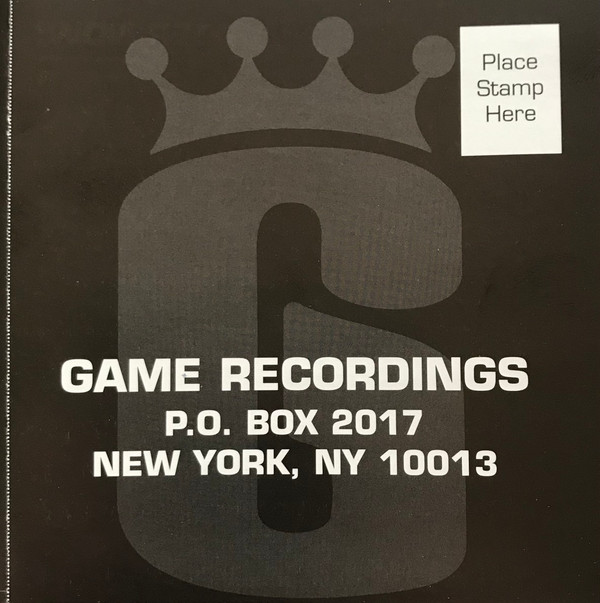 Place
Stamp
Here
GAME RECORDINGS
P.O. BOX 2017
NEW YORK, NY 10013